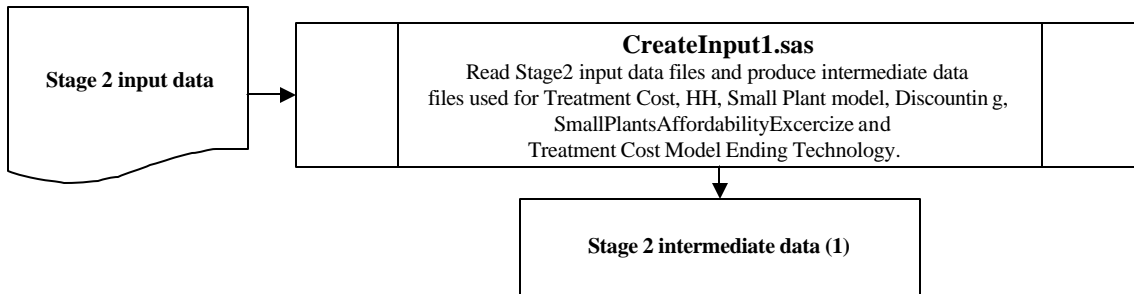 Stage 2 input data
CreateInput1.sas
Read Stage2 input data files and produce intermediate data
files used for Treatment Cost, HH, Small Plant model, Discountin g,
SmallPlantsAffordabilityExcercize and
Treatment Cost Model Ending Technology.
Stage 2 intermediate data (1)